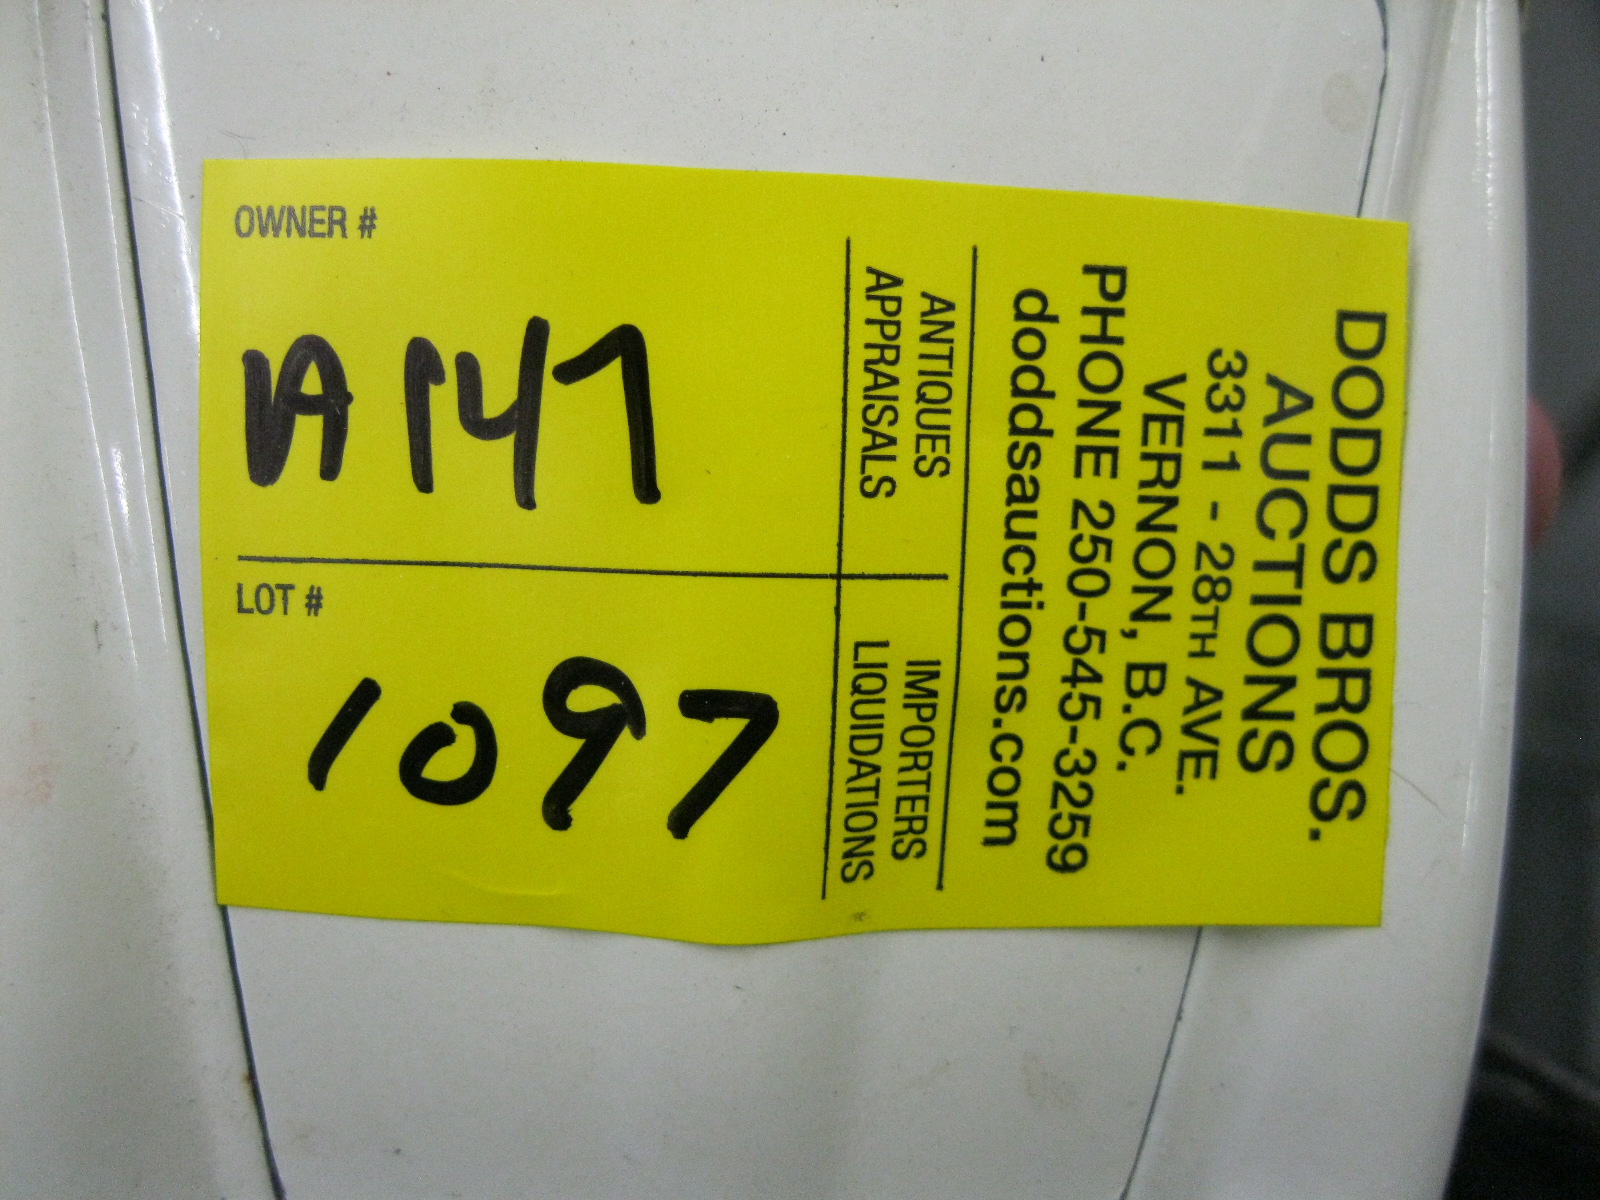 DODDS BROS.
AUCTIONS
3311 - 28TH AVE.
VERNON, B.C.
PHONE 250-545-3259
doddsauctions.com
ANTIQUES
APPRAISALS
IMPORTERS
LIQUIDATIONS
OWNER #
A147
LOT #
1097